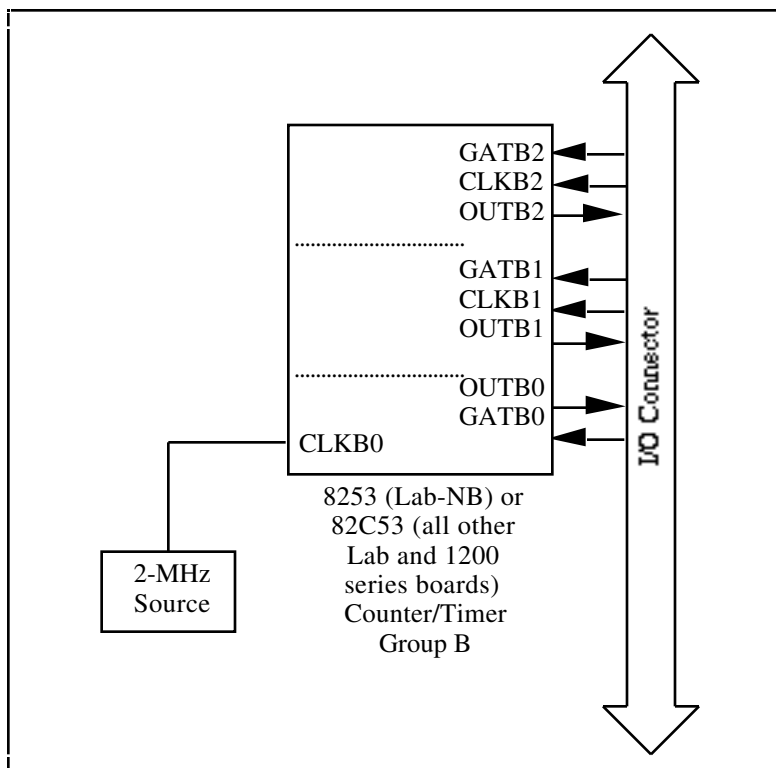 GATB2
CLKB2
OUTB2
GATB1
CLKB1
OUTB1
OUTB0
GATB0
CLKB0
I/O Connector
8253 (Lab-NB) or
82C53 (all other
Lab and 1200
series boards)
Counter/Timer
Group B
2-MHz
Source